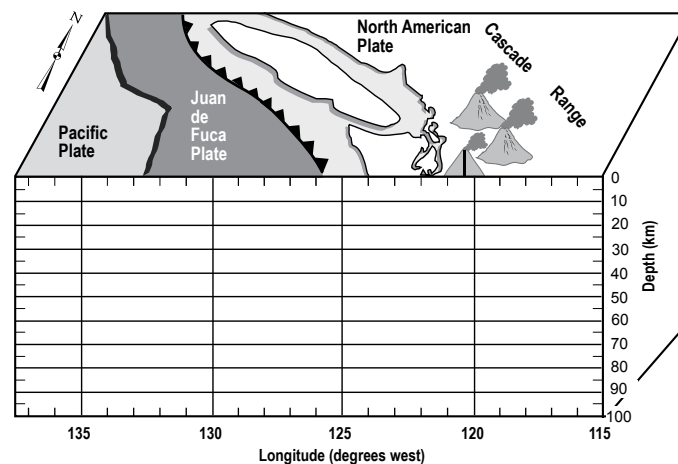 N
North American
Plate
Cascade
Range
Juan
de
Fuca
Plate
Pacific
Plate
0
10
20
30
40
50
60
70
80
90
100
Depth (km)
135
130
125
120
115
Longitude (degrees west)